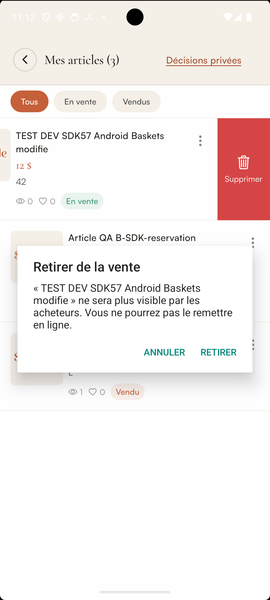 11:12
Mes articles (3)
Décisions privées
Tous
En vente
Vendus
TEST DEV SDK57 Android Baskets
modifie
12 $
42
0 0 En vente
Supprimer
Article QA B-SDK-reservation
Retirer de la vente
« TEST DEV SDK57 Android Baskets
modifie » ne sera plus visible par les
acheteurs. Vous ne pourrez pas le remettre
en ligne.
ANNULER
RETIRER
1 0 Vendu